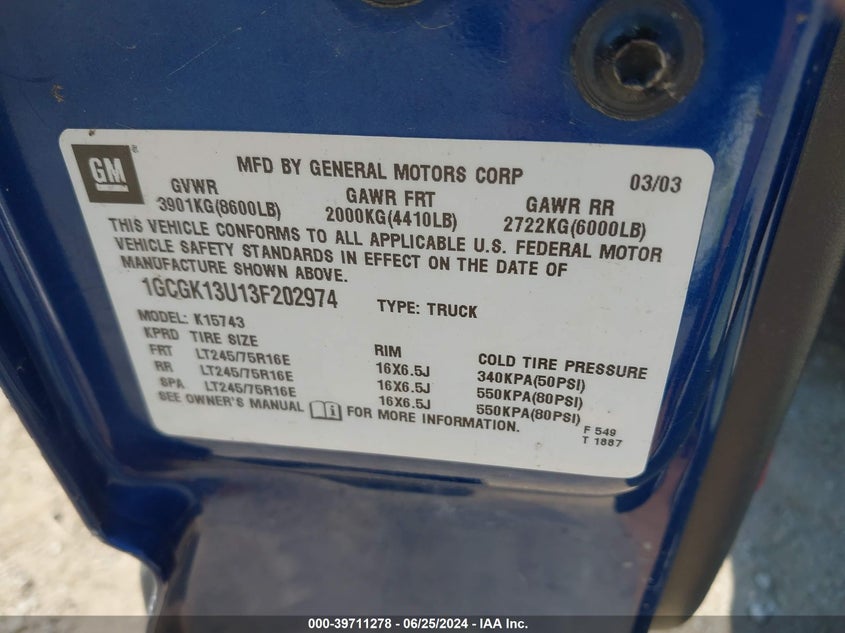 GM
MFD BY GENERAL MOTORS CORP 03/03
GVWR GAWR FRT GAWR RR
3901KG(8600LB) 2000KG(4410LB) 2722KG(6000LB)
THIS VEHICLE CONFORMS TO ALL APPLICABLE U.S. FEDERAL MOTOR
VEHICLE SAFETY STANDARDS IN EFFECT ON THE DATE OF
MANUFACTURE SHOWN ABOVE.
1GCGK13U13F202974 TYPE: TRUCK
MODEL: K15743
KPRD TIRE SIZE RIM COLD TIRE PRESSURE
FRT LT245/75R16E 16X6.5J 340KPA(50PSI)
RR LT245/75R16E 16X6.5J 550KPA(80PSI)
SPA LT245/75R16E 16X6.5J 550KPA(80PSI)
SEE OWNER'S MANUAL FOR MORE INFORMATION.
F 549
T 1887
000-39711278 - 06/25/2024 - IAA Inc.